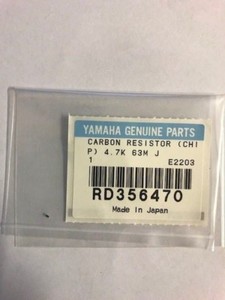 YAMAHA GENUINE PARTS
CARBON RESISTOR (CHI
P) 4.7K 63M J
1 E2203
RD356470
Made in Japan